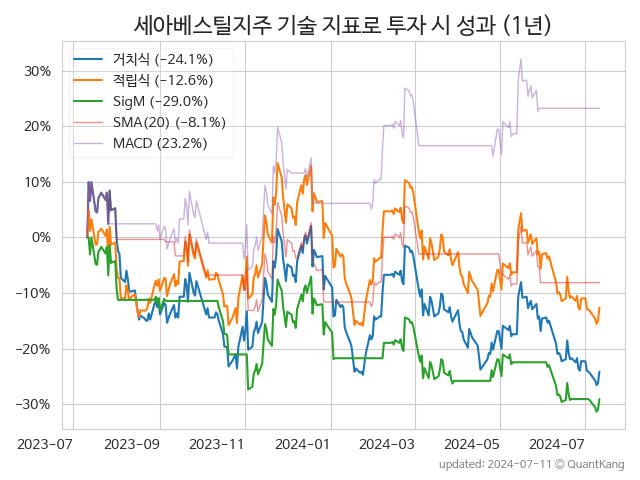 세아베스틸지주 기술 지표로 투자 시 성과 (1년)
거치식 (−24.1%)
적립식 (−12.6%)
SigM (−29.0%)
SMA(20) (−8.1%)
MACD (23.2%)
30%
20%
10%
0%
−10%
−20%
−30%
2023-07 2023-09 2023-11 2024-01 2024-03 2024-05 2024-07
updated: 2024-07-11 © QuantKang